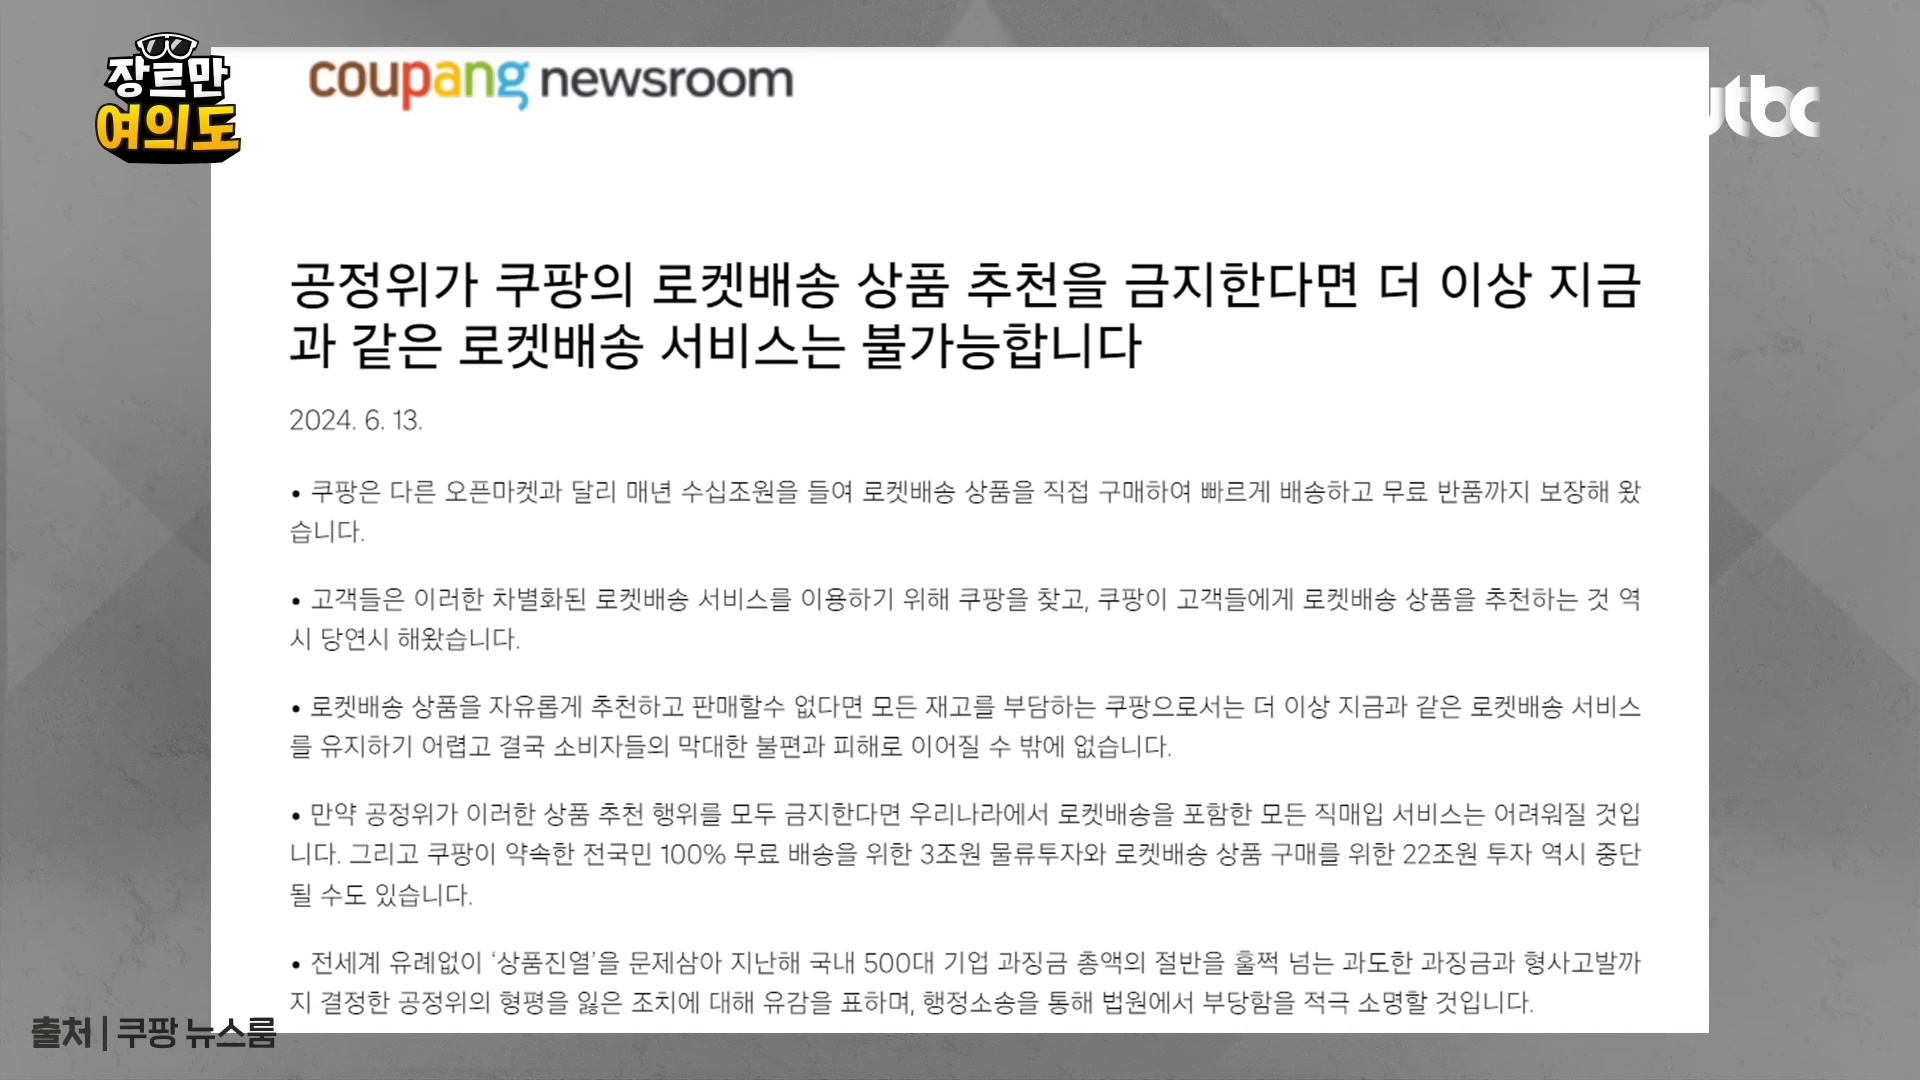 장르만
여의도
coupang newsroom
jtbc
공정위가 쿠팡의 로켓배송 상품 추천을 금지한다면 더 이상 지금
과 같은 로켓배송 서비스는 불가능합니다
2024. 6. 13.
• 쿠팡은 다른 오픈마켓과 달리 매년 수십조원을 들여 로켓배송 상품을 직접 구매하여 빠르게 배송하고 무료 반품까지 보장해 왔
습니다.
• 고객들은 이러한 차별화된 로켓배송 서비스를 이용하기 위해 쿠팡을 찾고, 쿠팡이 고객들에게 로켓배송 상품을 추천하는 것 역
시 당연시 해왔습니다.
• 로켓배송 상품을 자유롭게 추천하고 판매할수 없다면 모든 재고를 부담하는 쿠팡으로서는 더 이상 지금과 같은 로켓배송 서비스
를 유지하기 어렵고 결국 소비자들의 막대한 불편과 피해로 이어질 수 밖에 없습니다.
• 만약 공정위가 이러한 상품 추천 행위를 모두 금지한다면 우리나라에서 로켓배송을 포함한 모든 직매입 서비스는 어려워질 것입
니다. 그리고 쿠팡이 약속한 전국민 100% 무료 배송을 위한 3조원 물류투자와 로켓배송 상품 구매를 위한 22조원 투자 역시 중단
될 수도 있습니다.
• 전세계 유례없이 ‘상품진열’을 문제삼아 지난해 국내 500대 기업 과징금 총액의 절반을 훌쩍 넘는 과도한 과징금과 형사고발까
지 결정한 공정위의 형평을 잃은 조치에 대해 유감을 표하며, 행정소송을 통해 법원에서 부당함을 적극 소명할 것입니다.
출처 | 쿠팡 뉴스룸